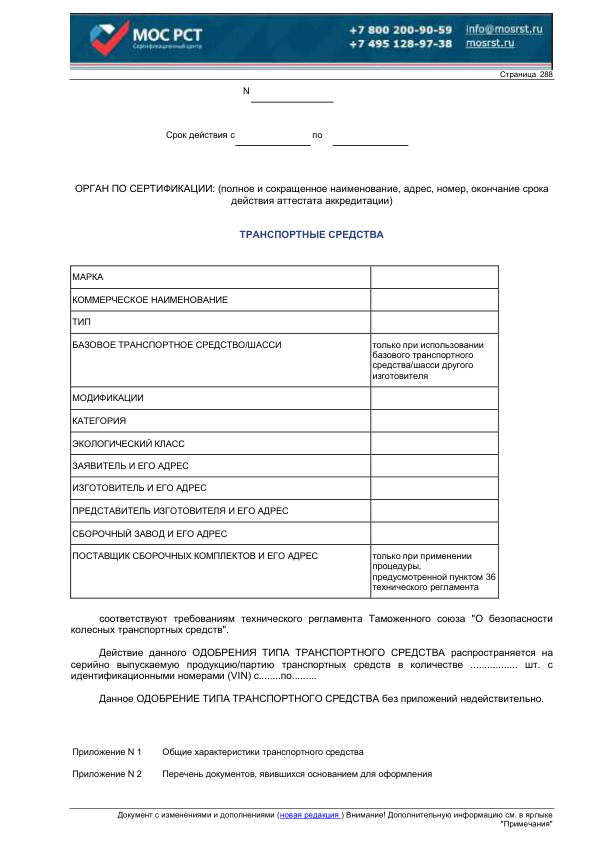 МОС РСТ
Сертификационный центр
+7 800 200-90-59 info@mosrst.ru
+7 495 128-97-38 mosrst.ru
Страница 288
N
Срок действия с по
ОРГАН ПО СЕРТИФИКАЦИИ: (полное и сокращенное наименование, адрес, номер, окончание срока
действия аттестата аккредитации)
ТРАНСПОРТНЫЕ СРЕДСТВА
МАРКА
КОММЕРЧЕСКОЕ НАИМЕНОВАНИЕ
ТИП
БАЗОВОЕ ТРАНСПОРТНОЕ СРЕДСТВО/ШАССИ
только при использовании
базового транспортного
средства/шасси другого
изготовителя
МОДИФИКАЦИИ
КАТЕГОРИЯ
ЭКОЛОГИЧЕСКИЙ КЛАСС
ЗАЯВИТЕЛЬ И ЕГО АДРЕС
ИЗГОТОВИТЕЛЬ И ЕГО АДРЕС
ПРЕДСТАВИТЕЛЬ ИЗГОТОВИТЕЛЯ И ЕГО АДРЕС
СБОРОЧНЫЙ ЗАВОД И ЕГО АДРЕС
ПОСТАВЩИК СБОРОЧНЫХ КОМПЛЕКТОВ И ЕГО АДРЕС
только при применении
процедуры,
предусмотренной пунктом 36
технического регламента
соответствуют требованиям технического регламента Таможенного союза "О безопасности
колесных транспортных средств".
Действие данного ОДОБРЕНИЯ ТИПА ТРАНСПОРТНОГО СРЕДСТВА распространяется на
серийно выпускаемую продукцию/партию транспортных средств в количестве ................. шт. с
идентификационными номерами (VIN) с........по.........
Данное ОДОБРЕНИЕ ТИПА ТРАНСПОРТНОГО СРЕДСТВА без приложений недействительно.
Приложение N 1 Общие характеристики транспортного средства
Приложение N 2 Перечень документов, явившихся основанием для оформления
Документ с изменениями и дополнениями (новая редакция ) Внимание! Дополнительную информацию см. в ярлыке
"Примечания"